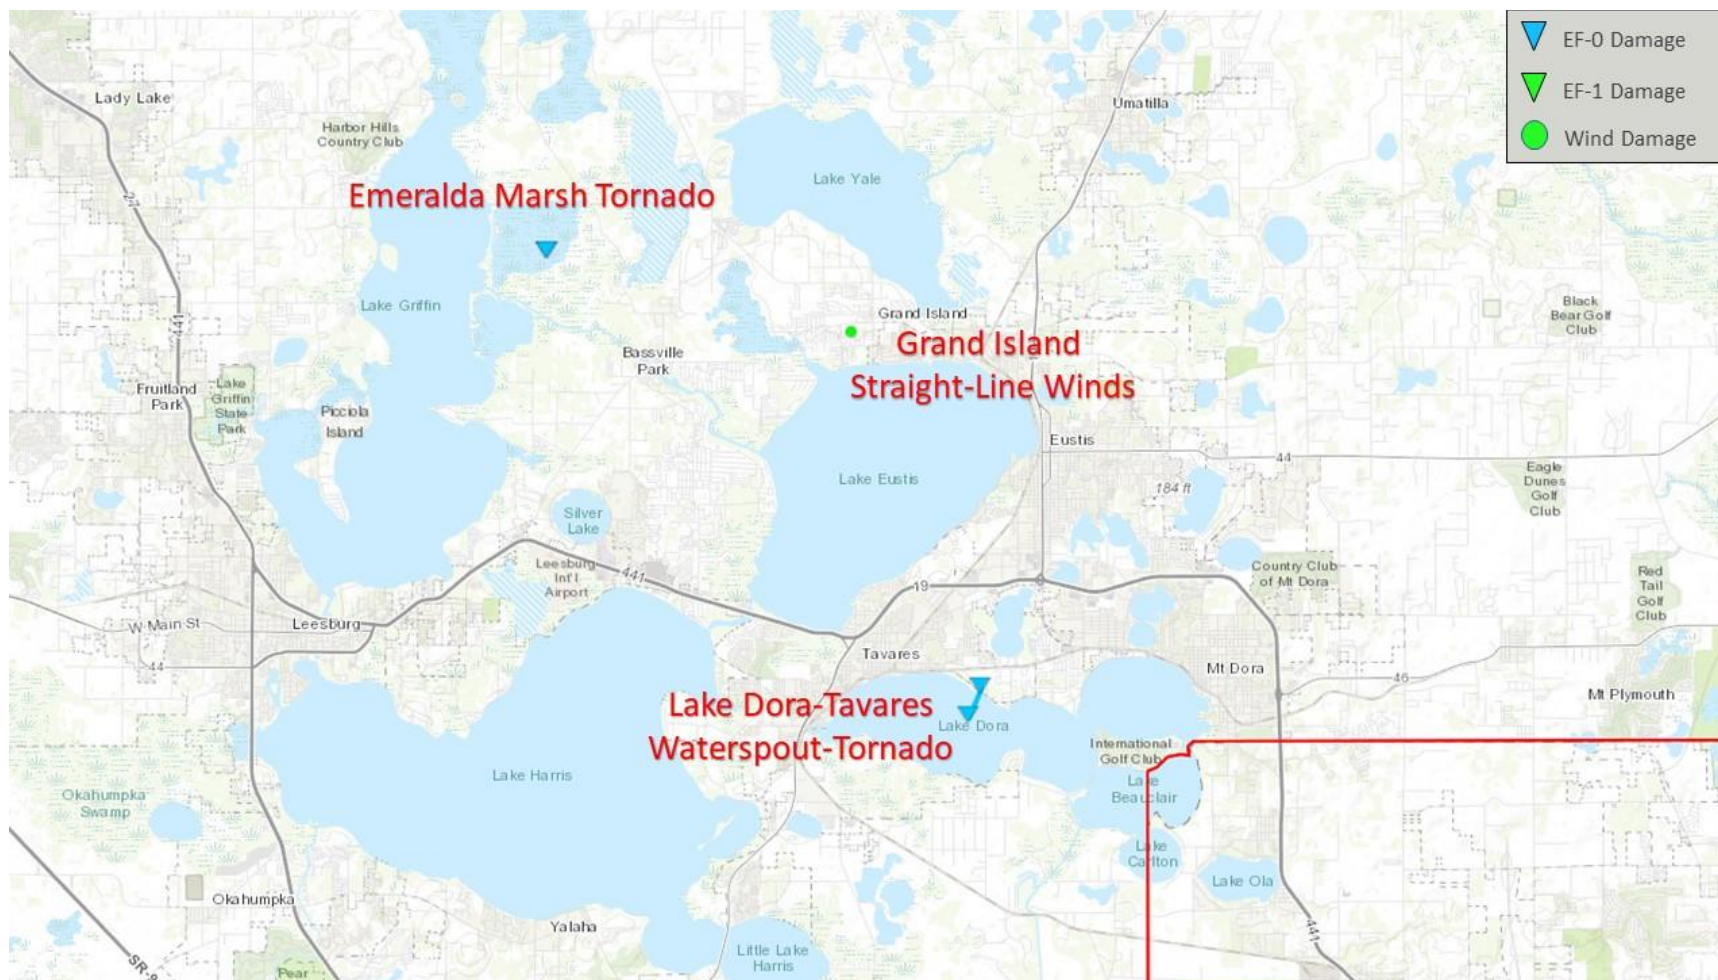 EF-0 Damage
EF-1 Damage
Wind Damage
Lady Lake
Umatilla
Harbor Hills
Country Club
Lake Yale
Emeralda Marsh Tornado
27
Lake Griffin
Grand Island
Black
Bear Golf
Club
441
Grand Island
Straight-Line Winds
Bassville
Park
Fruitland
Park
Lake
Griffin
State
Park
Picciola
Island
Eustis
44
Lake Eustis
184 ft
Eagle
Dunes
Golf
Club
Silver
Lake
Leesburg
Int'l
Airport
441
19
Country Club
of Mt Dora
Red
Tail
Golf
Club
W Main St
Leesburg
44
Tavares
Mt Dora
46
Mt Plymouth
Lake Dora-Tavares
Waterspout-Tornado
Lake Dora
International
Golf Club
Lake
Beauclair
Lake Harris
Okahumpka
Swamp
Lake
Carlton
Lake Ola
Okahumpka
Yalaha
441
Little Lake
Harris
Pear